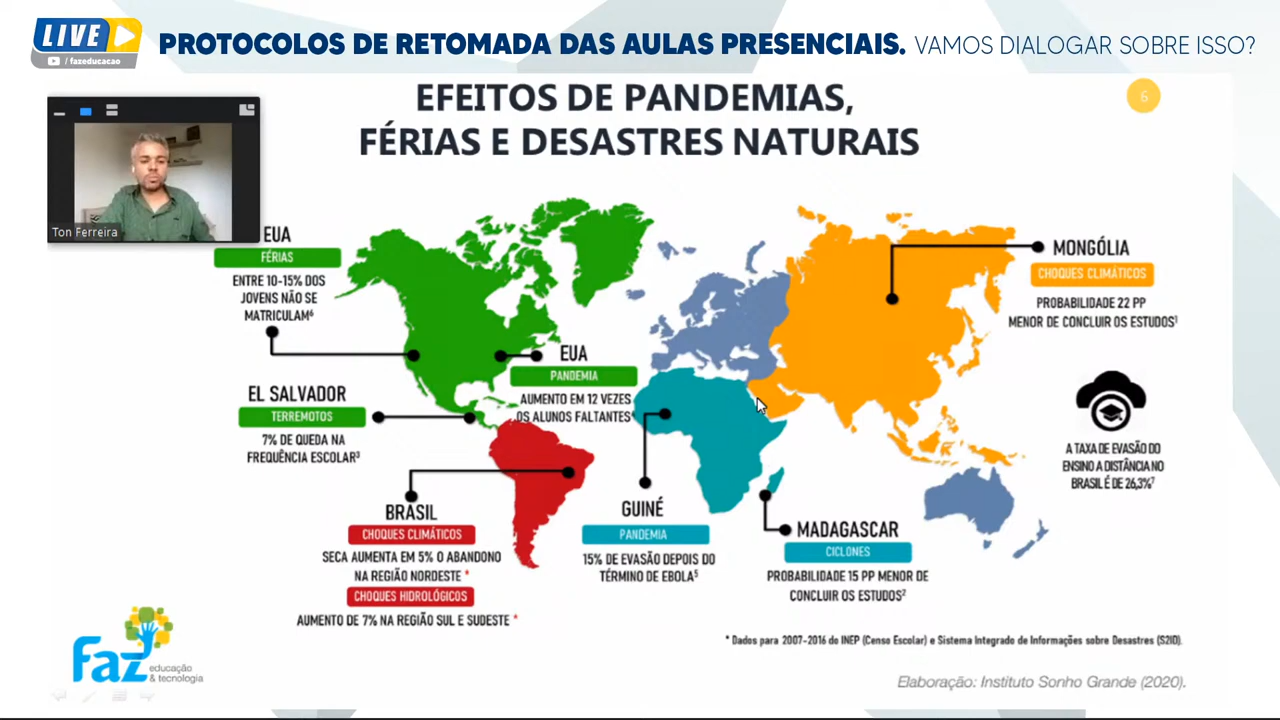 LIVE
/ fazeducacao
PROTOCOLOS DE RETOMADA DAS AULAS PRESENCIAIS. VAMOS DIALOGAR SOBRE ISSO?
EFEITOS DE PANDEMIAS,
FÉRIAS E DESASTRES NATURAIS
6
Ton Ferreira
EUA
FÉRIAS
ENTRE 10-15% DOS
JOVENS NÃO SE
MATRICULAM⁶
EUA
PANDEMIA
AUMENTO EM 12 VEZES
OS ALUNOS FALTANTES
EL SALVADOR
TERREMOTOS
7% DE QUEDA NA
FREQUÊNCIA ESCOLAR³
BRASIL
CHOQUES CLIMÁTICOS
SECA AUMENTA EM 5% O ABANDONO
NA REGIÃO NORDESTE *
CHOQUES HIDROLÓGICOS
AUMENTO DE 7% NA REGIÃO SUL E SUDESTE *
GUINÉ
PANDEMIA
15% DE EVASÃO DEPOIS DO
TÉRMINO DE EBOLA⁵
MADAGASCAR
CICLONES
PROBABILIDADE 15 PP MENOR DE
CONCLUIR OS ESTUDOS²
MONGÓLIA
CHOQUES CLIMÁTICOS
PROBABILIDADE 22 PP
MENOR DE CONCLUIR OS ESTUDOS¹
A TAXA DE EVASÃO DO
ENSINO A DISTÂNCIA NO
BRASIL É DE 26,3%⁷
* Dados para 2007-2016 do INEP (Censo Escolar) e Sistema Integrado de Informações sobre Desastres (S2ID).
Elaboração: Instituto Sonho Grande (2020).
faz
educação
& tecnologia